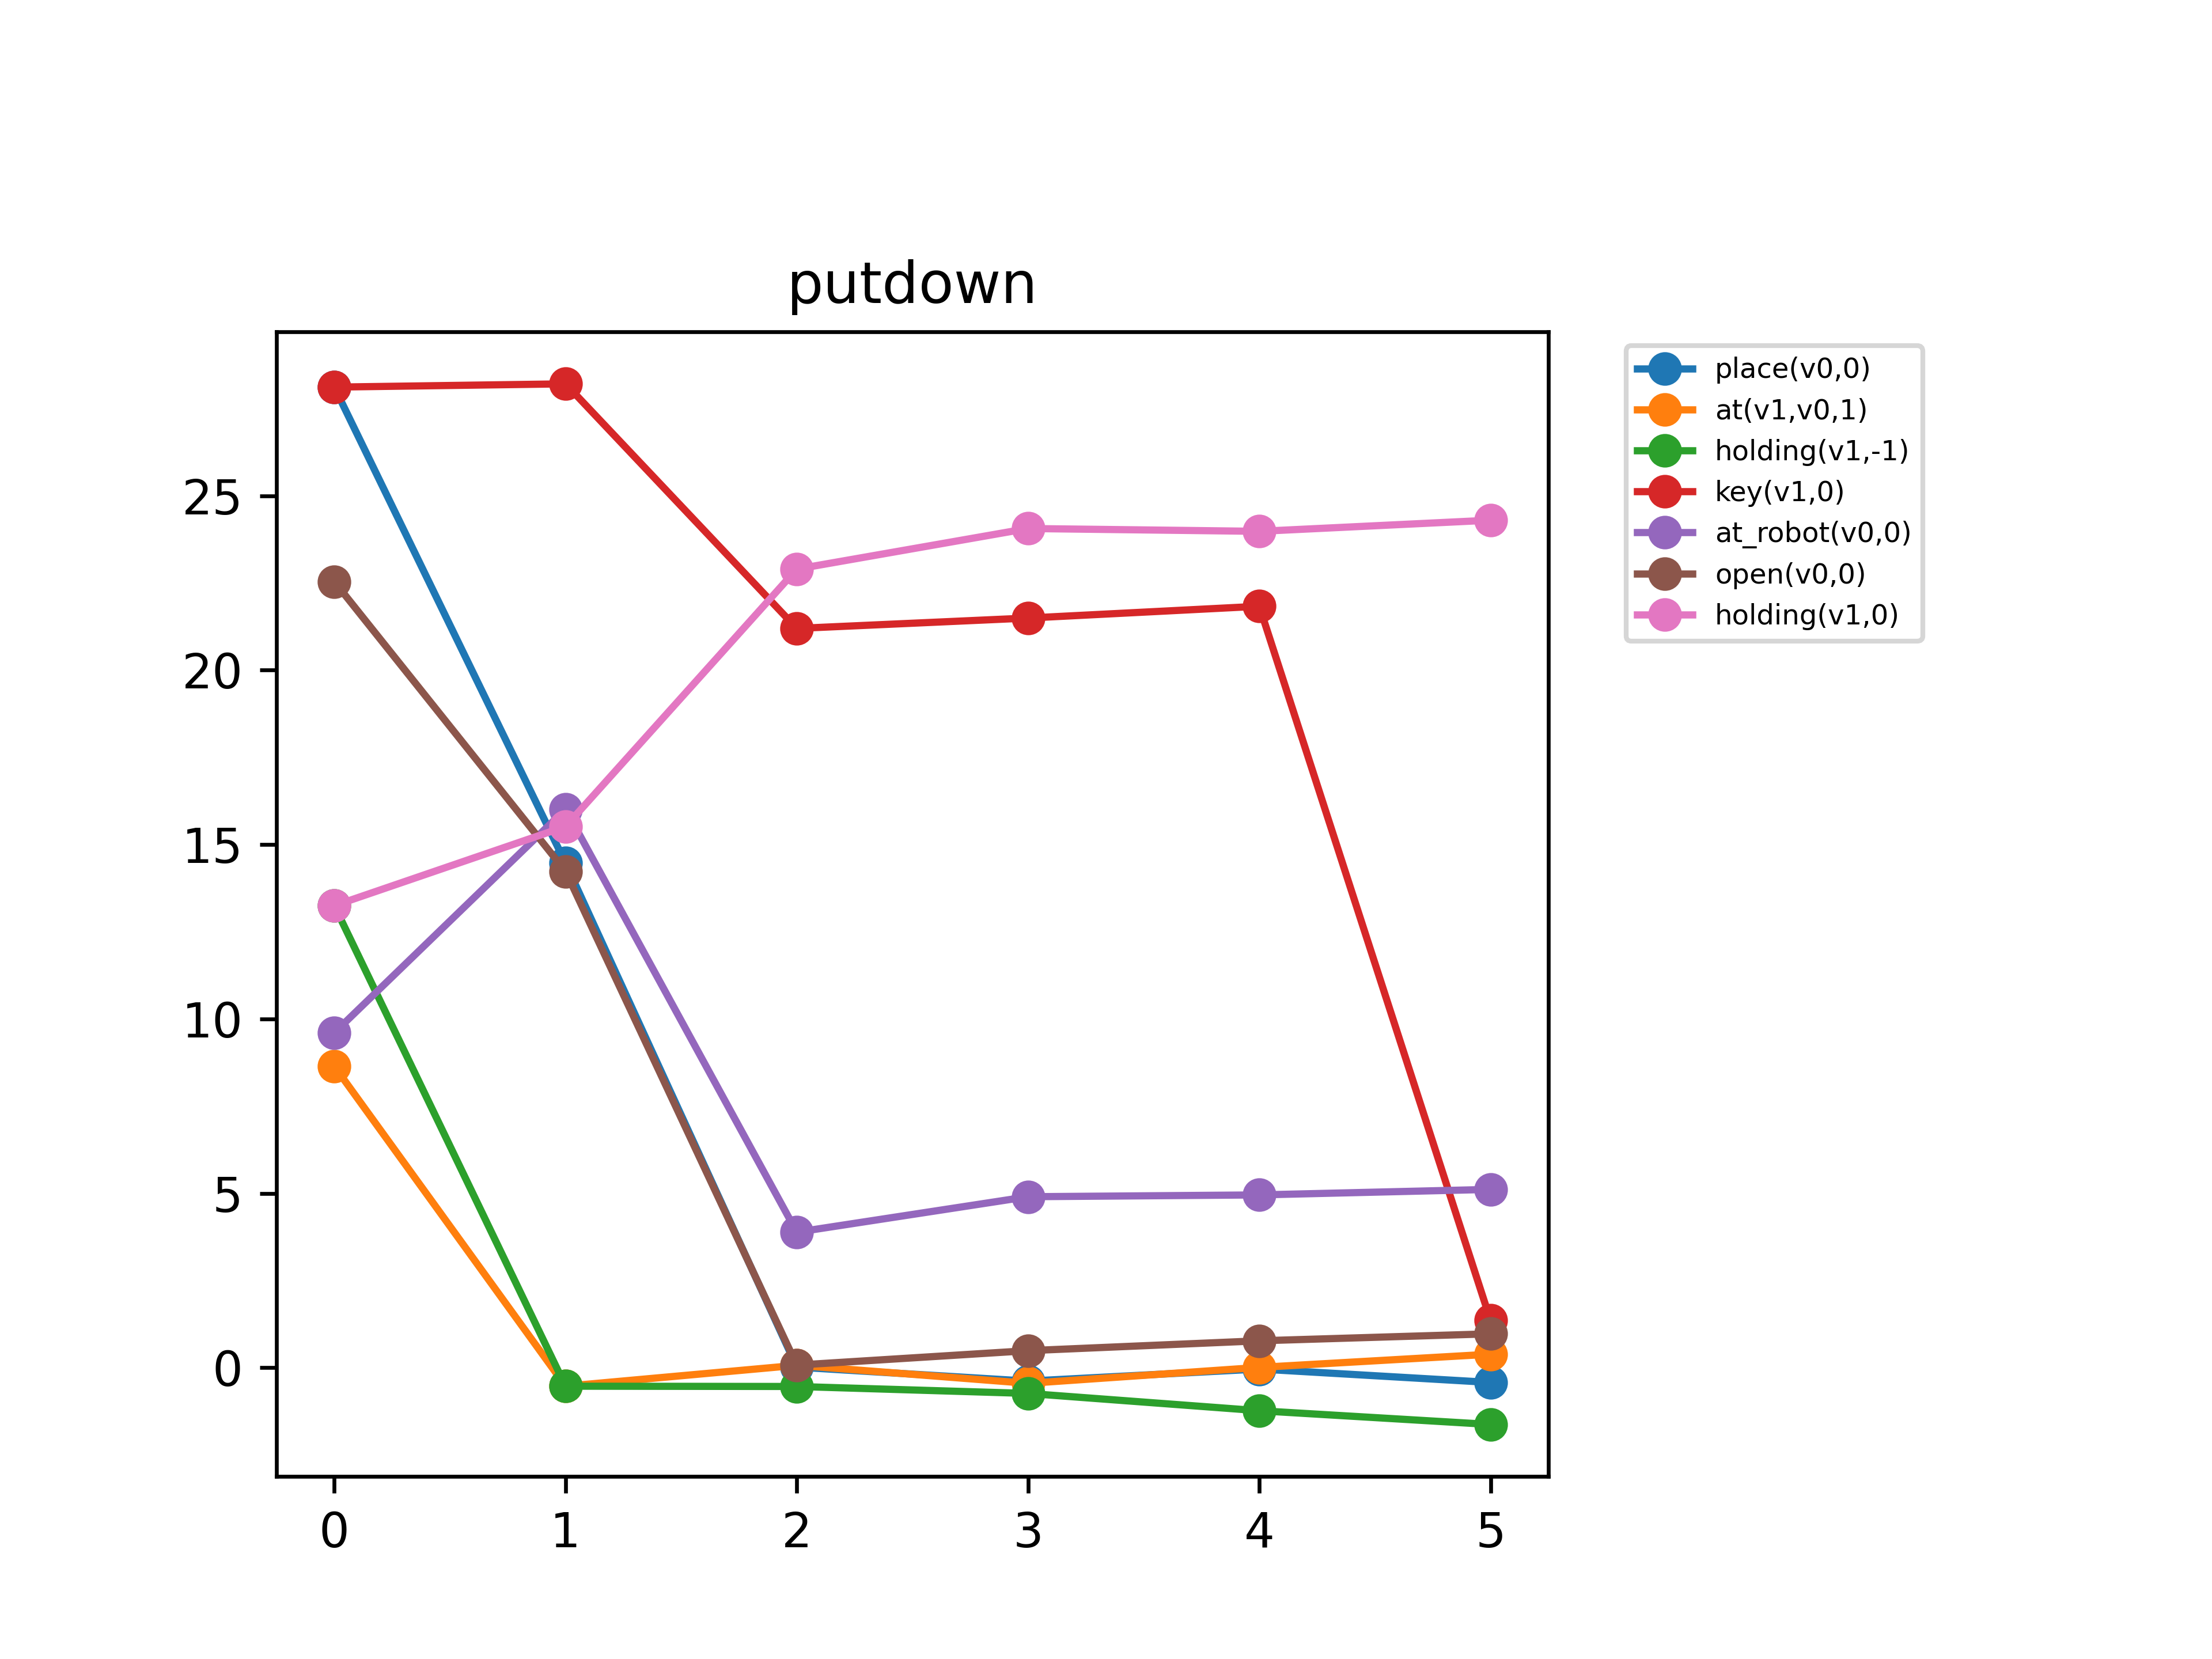 putdown
25
20
15
10
5
0
0 1 2 3 4 5
place(v0,0)
at(v1,v0,1)
holding(v1,-1)
key(v1,0)
at_robot(v0,0)
open(v0,0)
holding(v1,0)